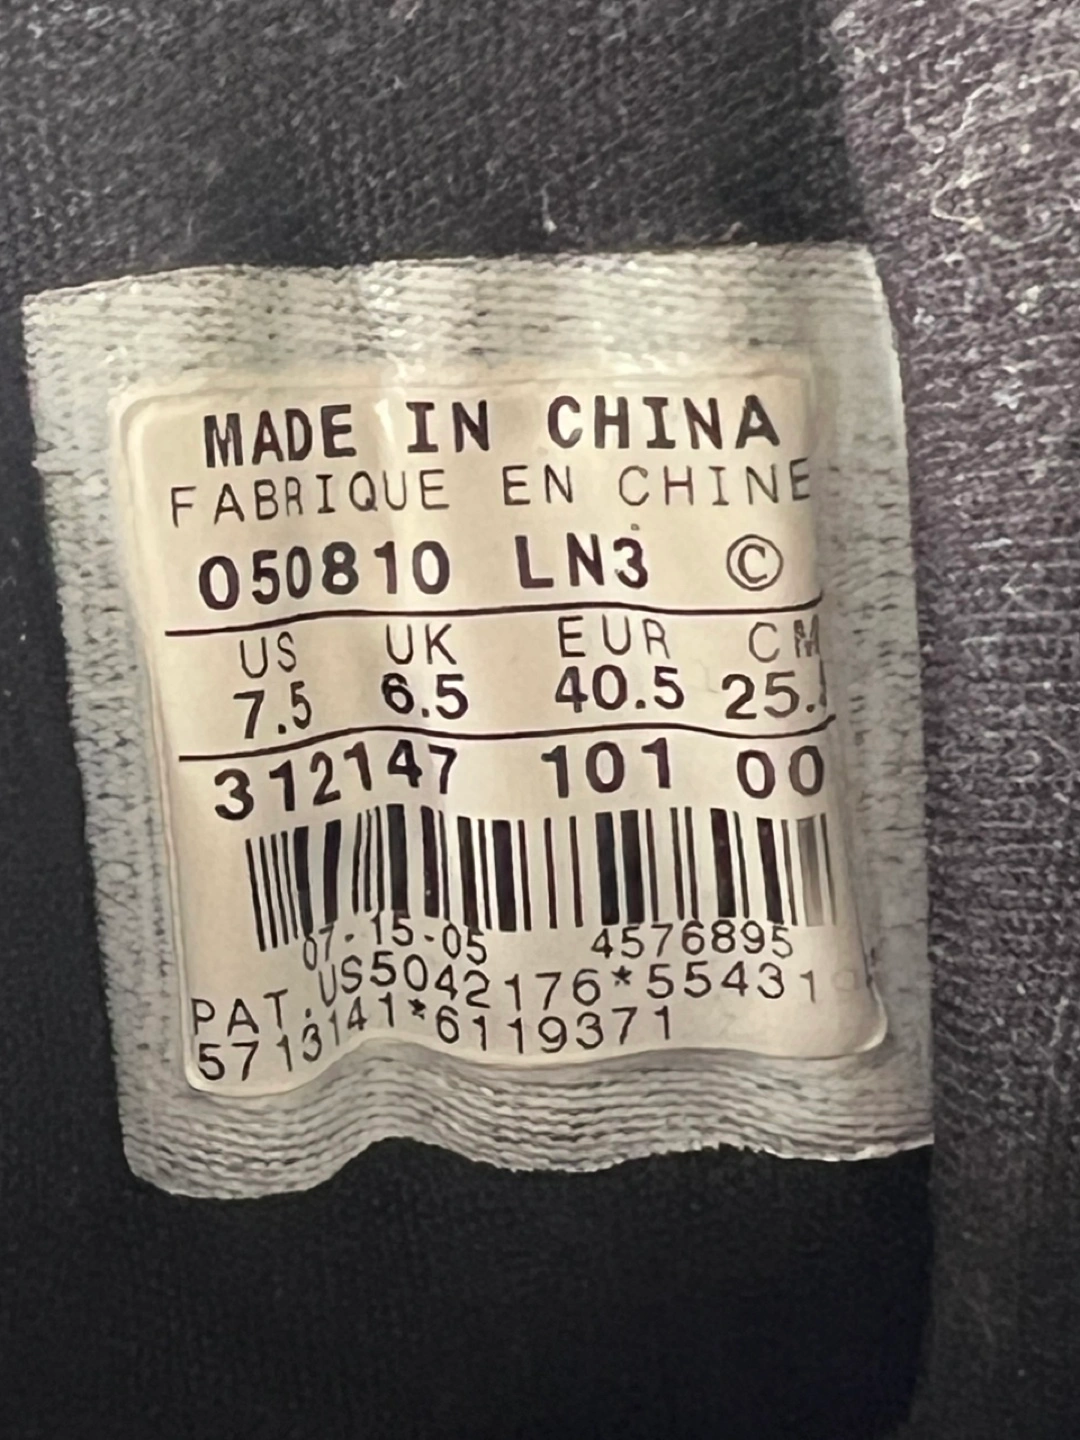 MADE IN CHINA
FABRIQUE EN CHINE
050810 LN3 ©
US UK EUR CM
7.5 6.5 40.5 25.
312147 101 00
07-15-05 4576895
PAT. US5042176*55431
5713141*6119371